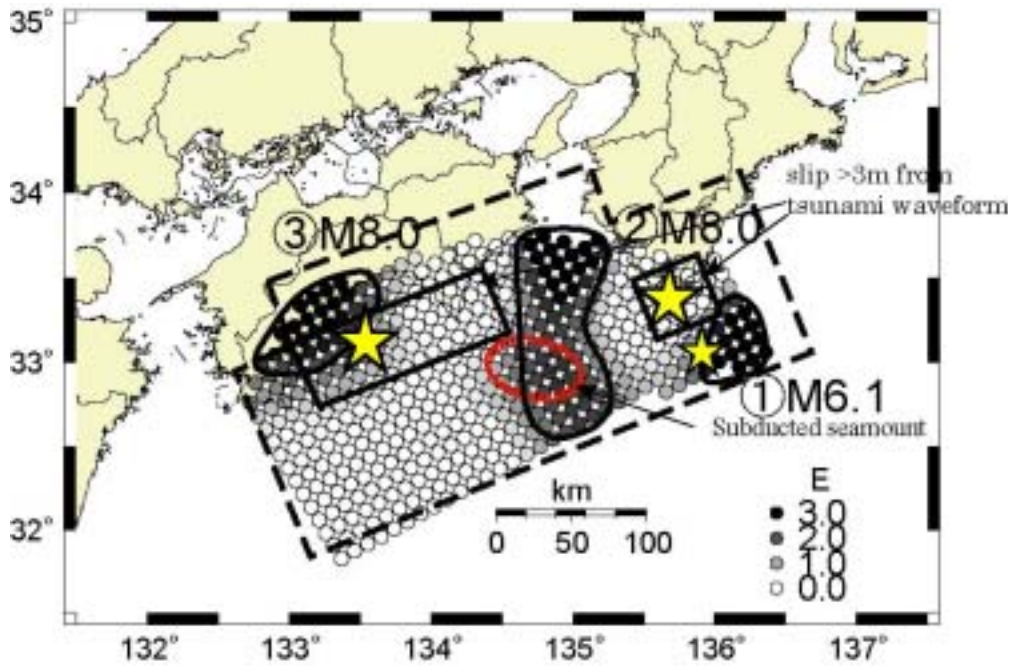 35°
34°
slip >3m from
tsunami waveform
③M8.0
②M8.0
33°
①M6.1
Subducted seamount
km
0 50 100
E
3.0
2.0
1.0
0.0
32°
132° 133° 134° 135° 136° 137°